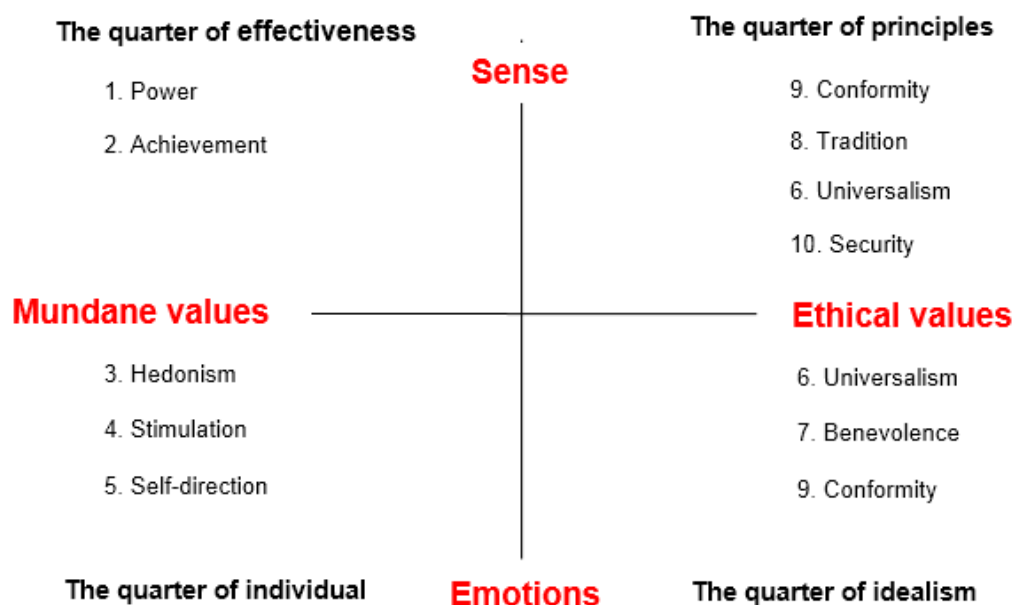 The quarter of effectiveness
The quarter of principles
Sense
1. Power
2. Achievement
9. Conformity
8. Tradition
6. Universalism
10. Security
Mundane values
Ethical values
3. Hedonism
4. Stimulation
5. Self-direction
6. Universalism
7. Benevolence
9. Conformity
The quarter of individual
Emotions
The quarter of idealism